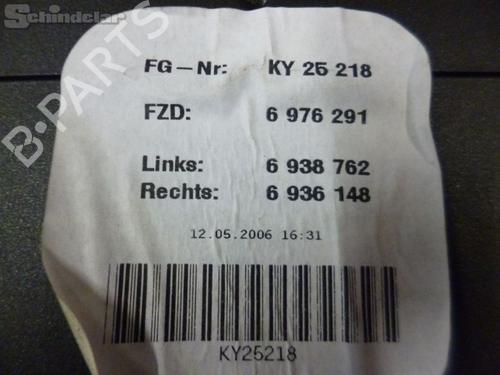 Schindelar
B-PARTS
FG-Nr: KY 25 218
FZD: 6 976 291
Links: 6 938 762
Rechts: 6 936 148
12.05.2006 16:31
KY25218